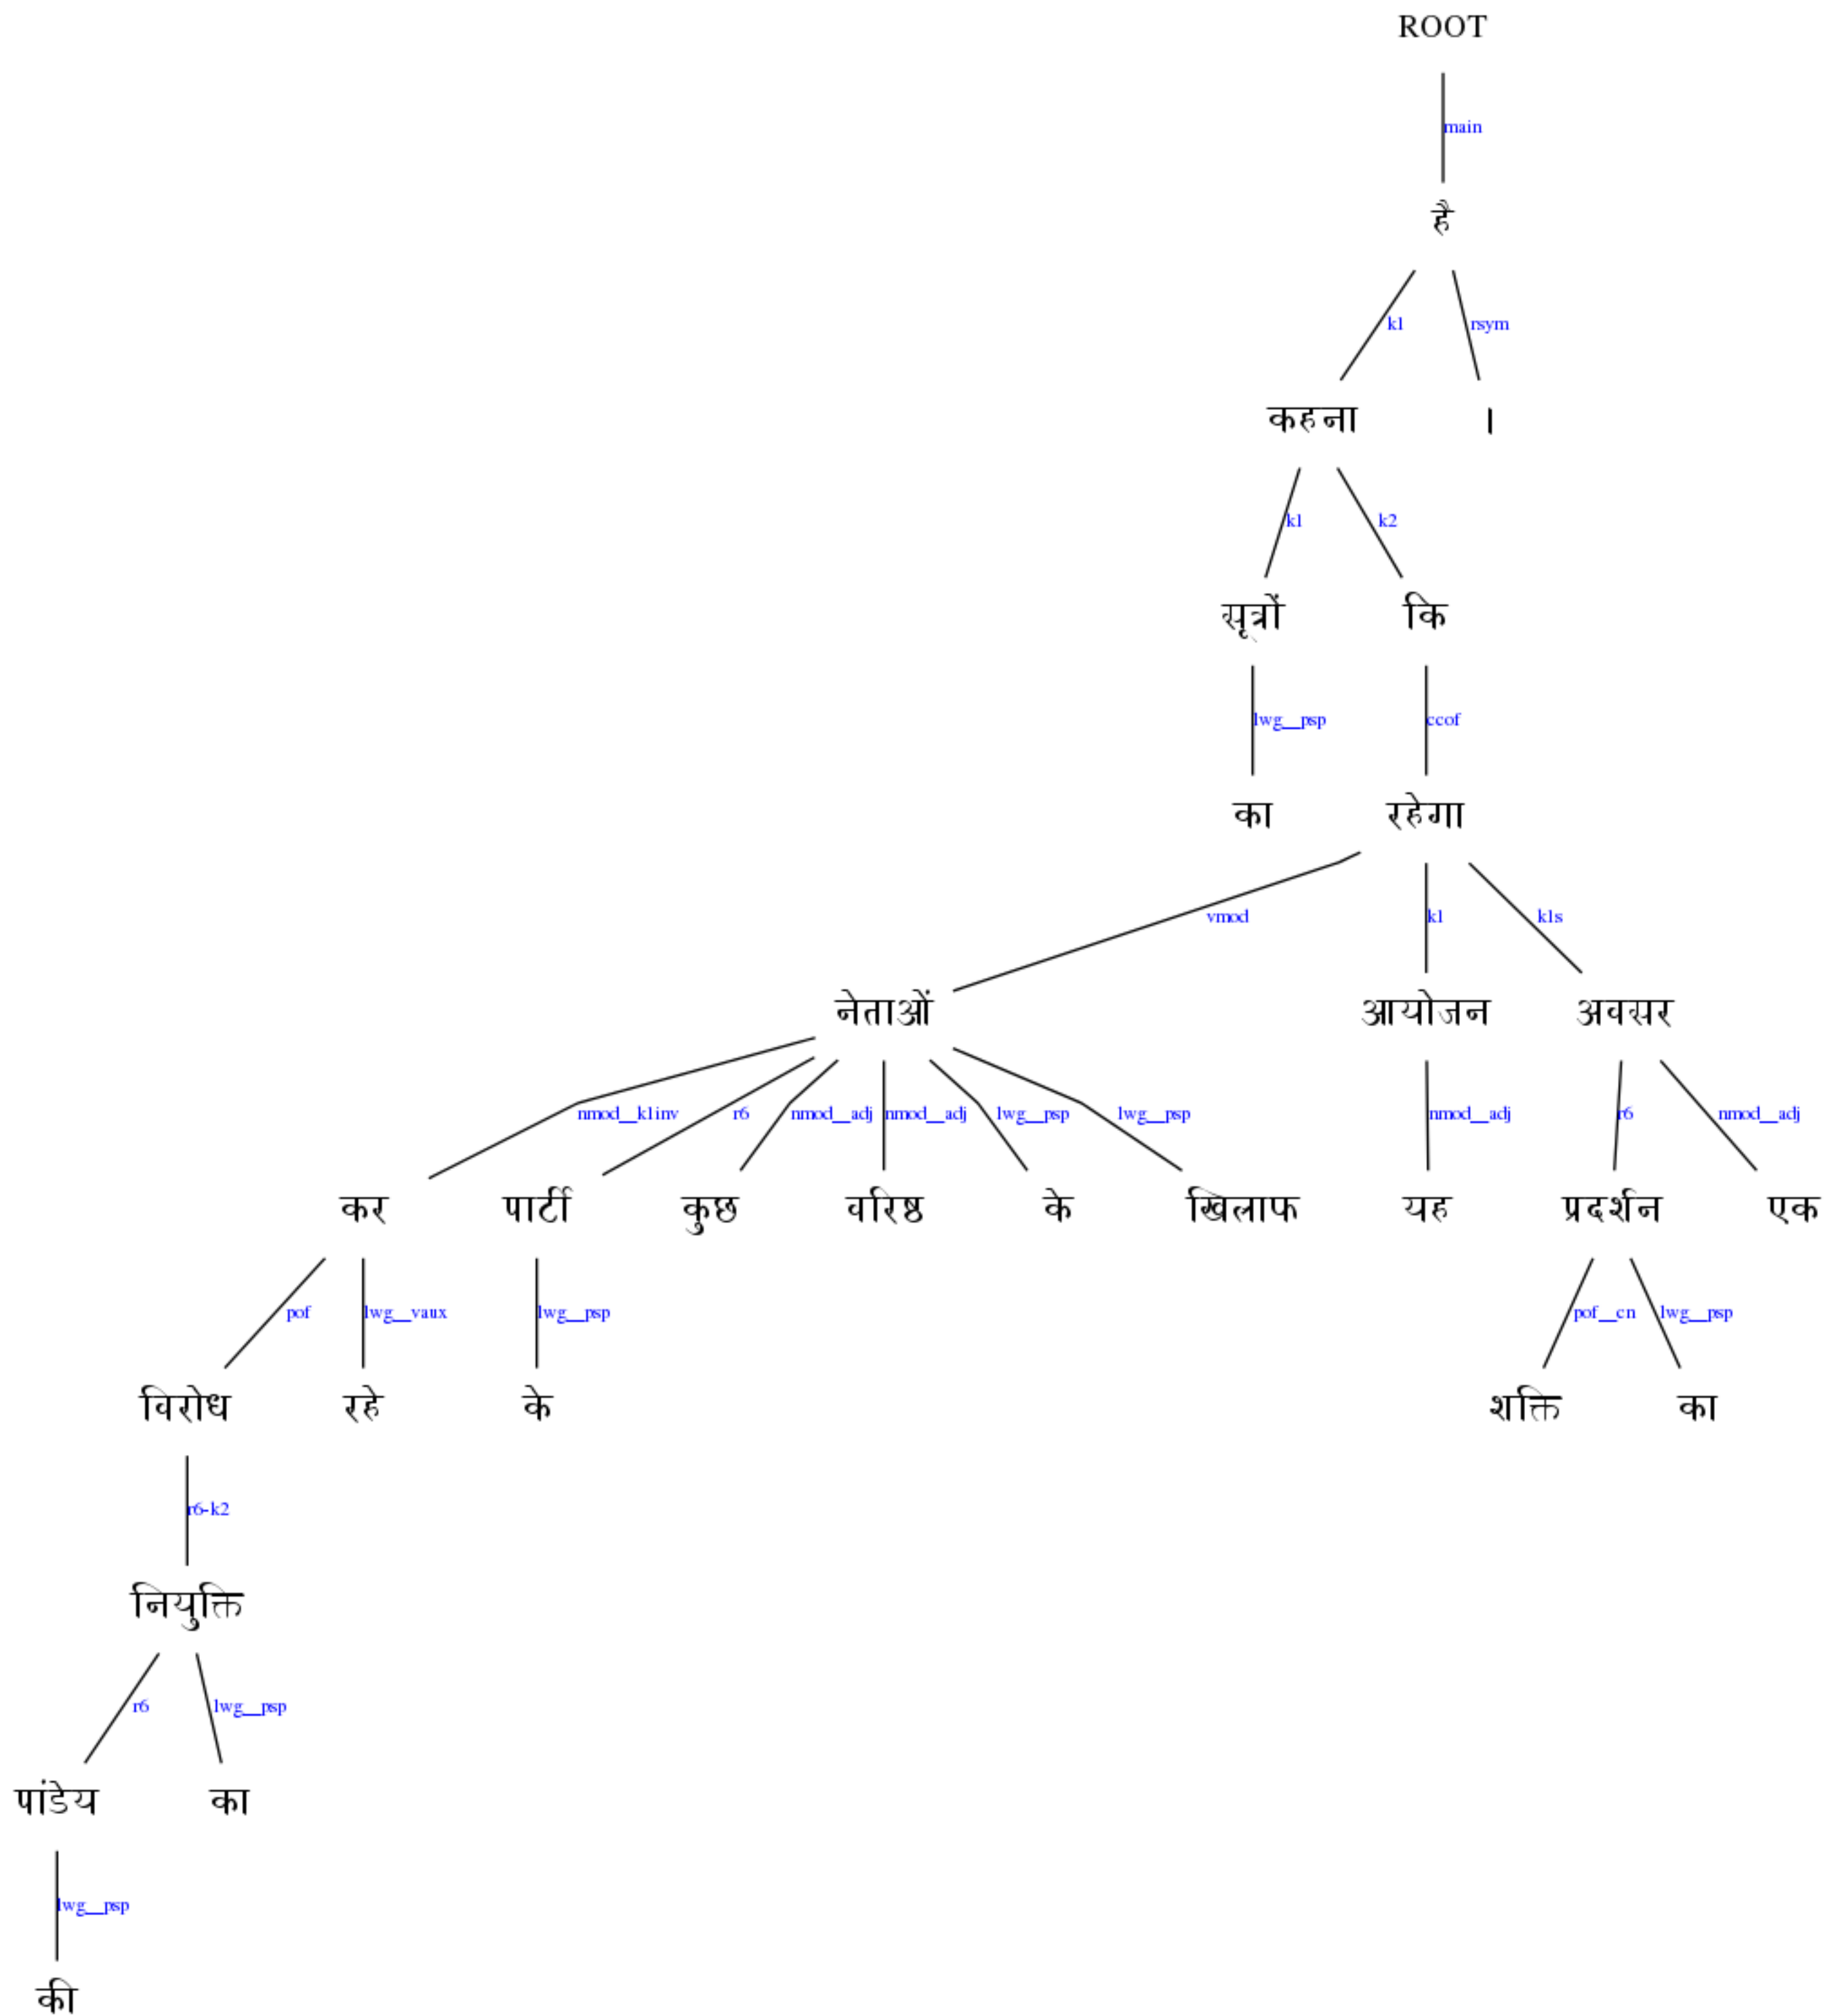 ROOT
main
है
k1 rsym
कहना ।
k1 k2
सूत्रों कि
lwg__psp ccof
का रहेगा
vmod k1 k1s
नेताओं आयोजन अवसर
nmod__k1inv r6 nmod__adj nmod__adj lwg__psp lwg__psp nmod__adj r6 nmod__adj
कर पार्टी कुछ वरिष्ठ के खिलाफ यह प्रदर्शन एक
pof lwg__vaux lwg__psp pof__cn lwg__psp
विरोध रहे के शक्ति का
r6-k2
नियुक्ति
r6 lwg__psp
पांडेय का
lwg__psp
की